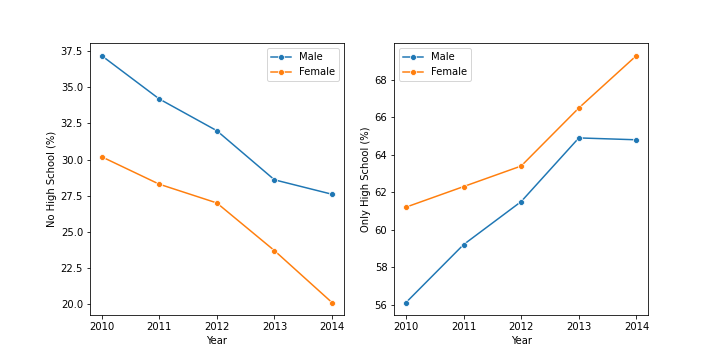 No High School (%)
37.5
35.0
32.5
30.0
27.5
25.0
22.5
20.0
2010 2011 2012 2013 2014
Year
Male
Female
Only High School (%)
68
66
64
62
60
58
56
2010 2011 2012 2013 2014
Year
Male
Female